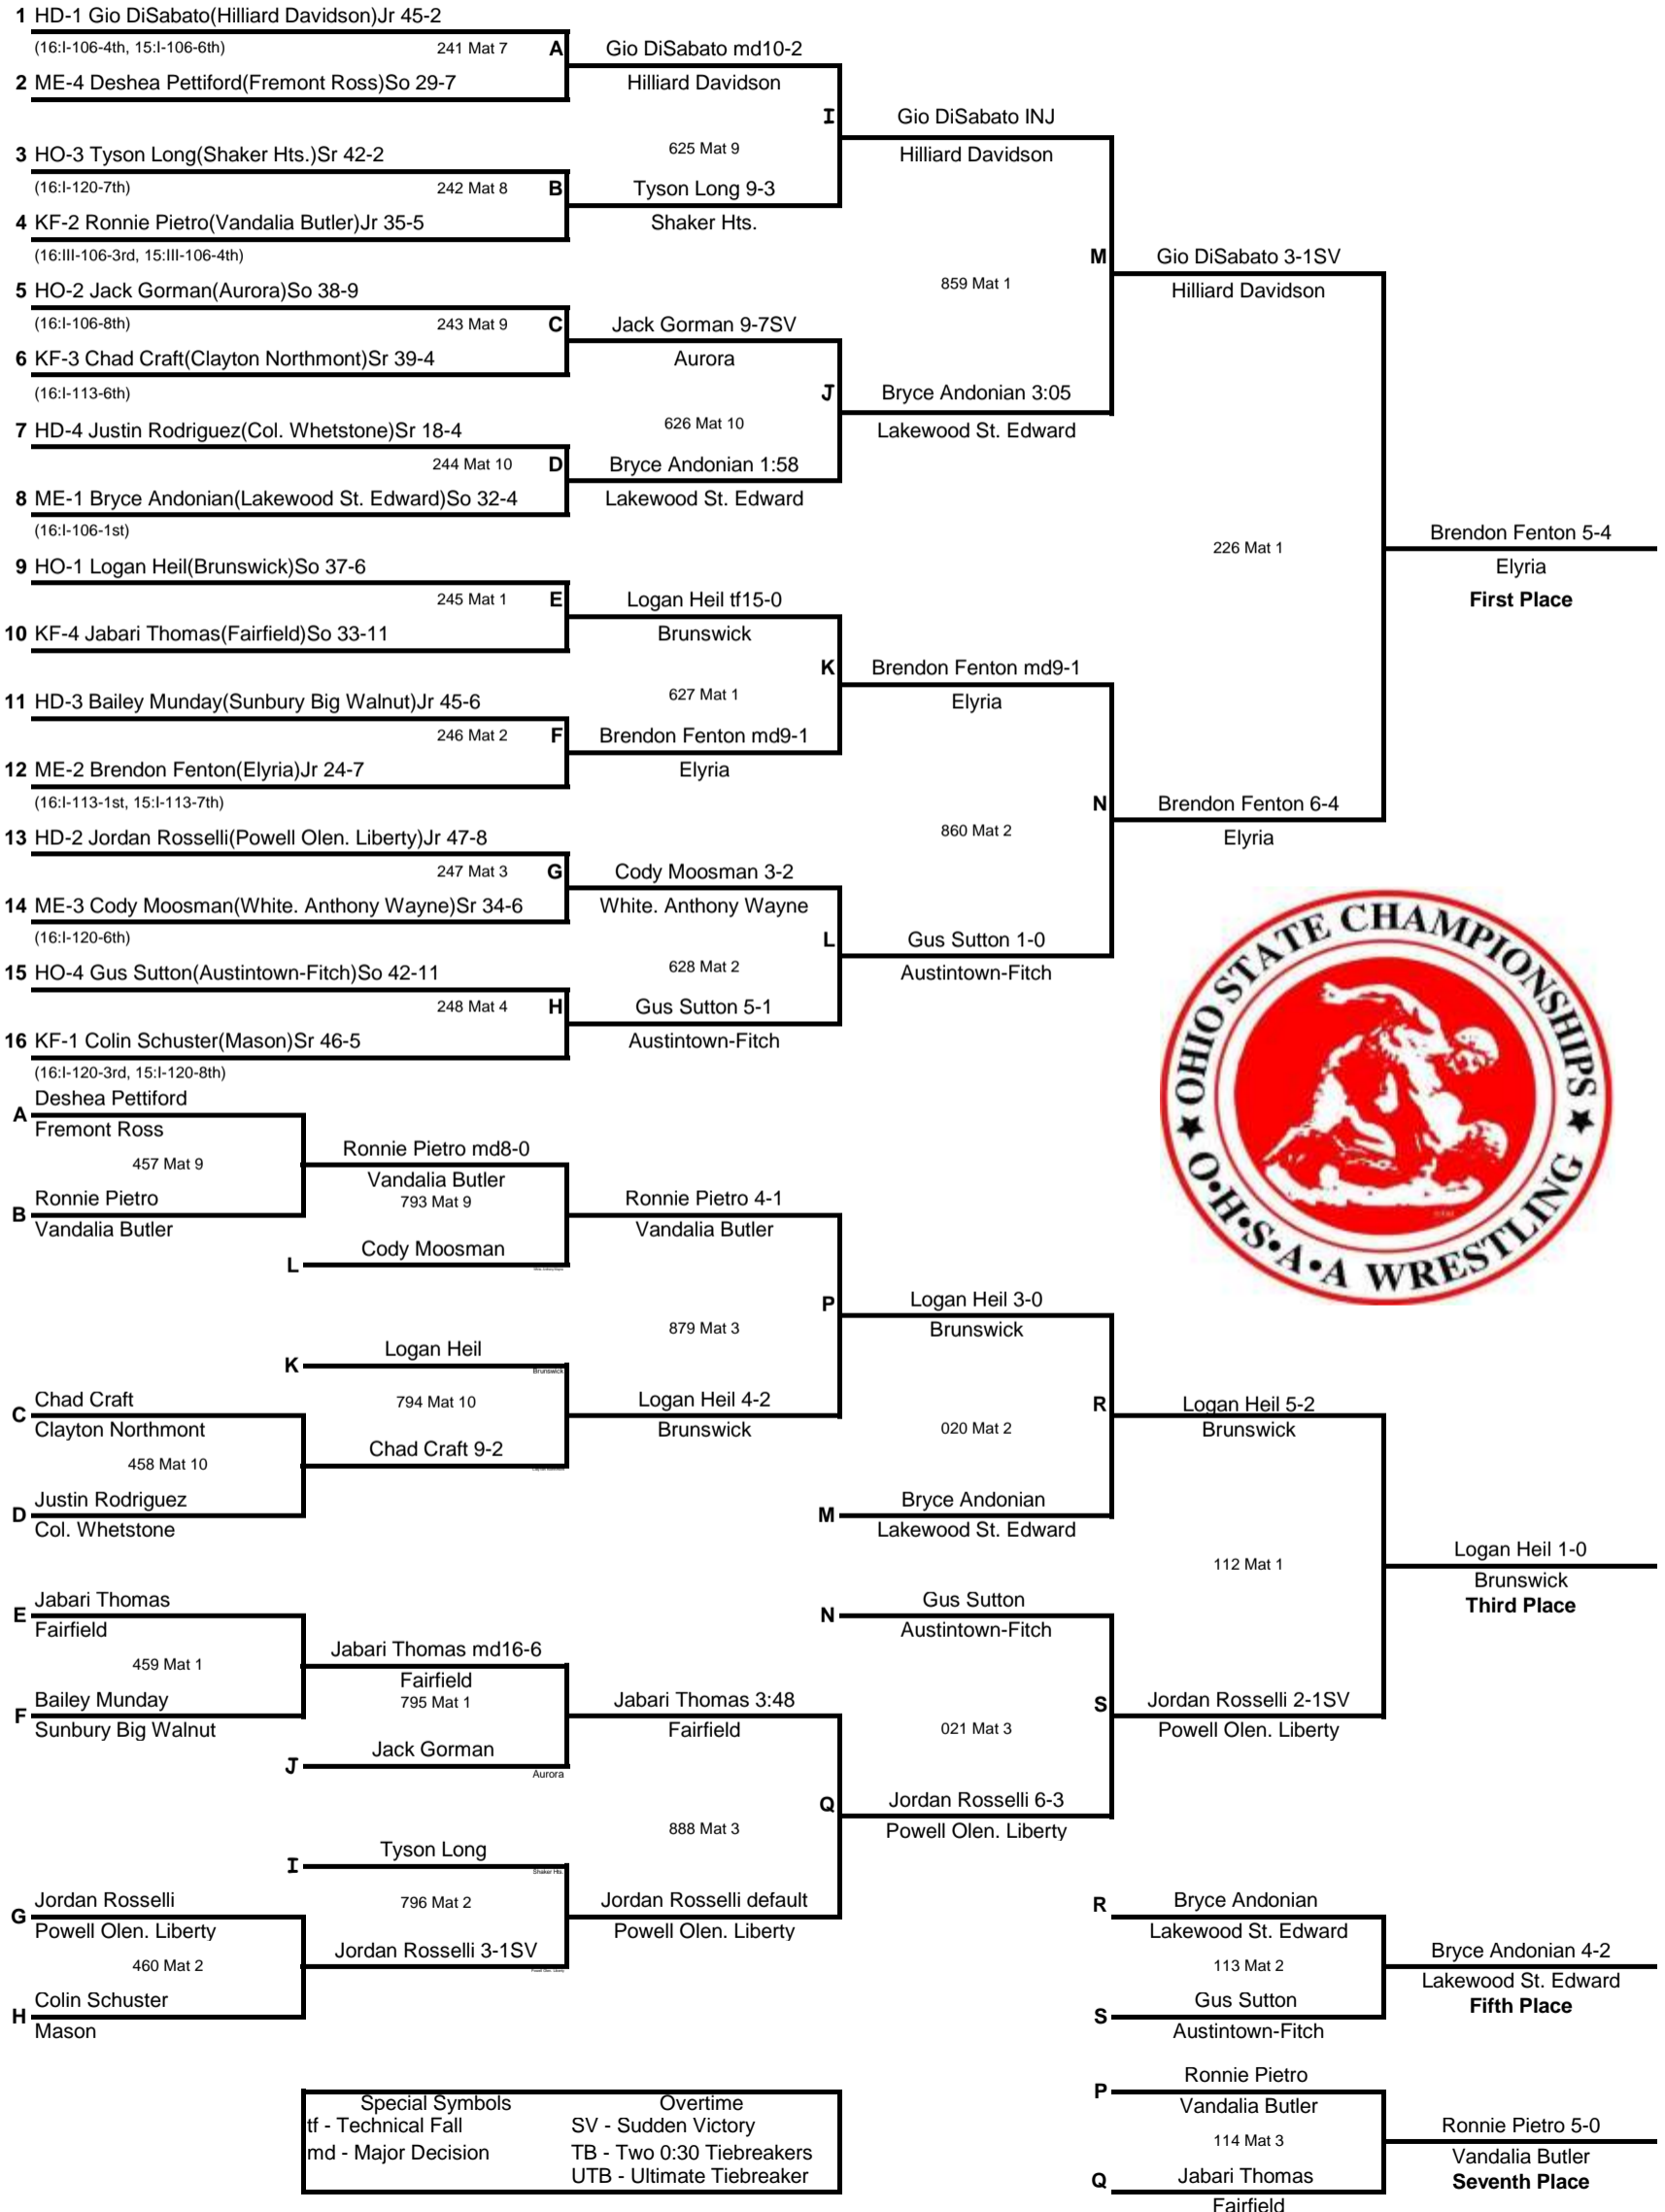 1 HD-1 Gio DiSabato(Hilliard Davidson)Jr 45-2
(16:I-106-4th, 15:I-106-6th) 241 Mat 7 A
2 ME-4 Deshea Pettiford(Fremont Ross)So 29-7
Gio DiSabato md10-2
Hilliard Davidson
3 HO-3 Tyson Long(Shaker Hts.)Sr 42-2
(16:I-120-7th) 242 Mat 8 B
4 KF-2 Ronnie Pietro(Vandalia Butler)Jr 35-5
(16:III-106-3rd, 15:III-106-4th)
625 Mat 9 I
Tyson Long 9-3
Shaker Hts.
Gio DiSabato INJ
Hilliard Davidson
5 HO-2 Jack Gorman(Aurora)So 38-9
(16:I-106-8th) 243 Mat 9 C
6 KF-3 Chad Craft(Clayton Northmont)Sr 39-4
(16:I-113-6th)
Jack Gorman 9-7SV
Aurora
7 HD-4 Justin Rodriguez(Col. Whetstone)Sr 18-4
244 Mat 10 D
8 ME-1 Bryce Andonian(Lakewood St. Edward)So 32-4
(16:I-106-1st)
626 Mat 10 J
Bryce Andonian 1:58
Lakewood St. Edward
Bryce Andonian 3:05
Lakewood St. Edward
859 Mat 1 M
Gio DiSabato 3-1SV
Hilliard Davidson
9 HO-1 Logan Heil(Brunswick)So 37-6
245 Mat 1 E
10 KF-4 Jabari Thomas(Fairfield)So 33-11
Logan Heil tf15-0
Brunswick
11 HD-3 Bailey Munday(Sunbury Big Walnut)Jr 45-6
246 Mat 2 F
12 ME-2 Brendon Fenton(Elyria)Jr 24-7
(16:I-113-1st, 15:I-113-7th)
627 Mat 1 K
Brendon Fenton md9-1
Elyria
Brendon Fenton md9-1
Elyria
13 HD-2 Jordan Rosselli(Powell Olen. Liberty)Jr 47-8
247 Mat 3 G
14 ME-3 Cody Moosman(White. Anthony Wayne)Sr 34-6
(16:I-120-6th)
Cody Moosman 3-2
White. Anthony Wayne
15 HO-4 Gus Sutton(Austintown-Fitch)So 42-11
248 Mat 4 H
16 KF-1 Colin Schuster(Mason)Sr 46-5
(16:I-120-3rd, 15:I-120-8th)
628 Mat 2 L
Gus Sutton 5-1
Austintown-Fitch
Gus Sutton 1-0
Austintown-Fitch
860 Mat 2 N
Brendon Fenton 6-4
Elyria
226 Mat 1
Brendon Fenton 5-4
Elyria
First Place
★ OHIO STATE CHAMPIONSHIPS ★
O•H•S•A•A WRESTLING
A Deshea Pettiford
Fremont Ross
457 Mat 9
B Ronnie Pietro
Vandalia Butler
Ronnie Pietro md8-0
Vandalia Butler
793 Mat 9
L Cody Moosman
Ronnie Pietro 4-1
Vandalia Butler
K Logan Heil
Brunswick
C Chad Craft
Clayton Northmont
458 Mat 10
D Justin Rodriguez
Col. Whetstone
794 Mat 10
Chad Craft 9-2
Logan Heil 4-2
Brunswick
879 Mat 3 P
Logan Heil 3-0
Brunswick
020 Mat 2 R
M Bryce Andonian
Lakewood St. Edward
Logan Heil 5-2
Brunswick
E Jabari Thomas
Fairfield
459 Mat 1
F Bailey Munday
Sunbury Big Walnut
Jabari Thomas md16-6
Fairfield
795 Mat 1
J Jack Gorman
Aurora
Jabari Thomas 3:48
Fairfield
I Tyson Long
Shaker Hts.
G Jordan Rosselli
Powell Olen. Liberty
460 Mat 2
H Colin Schuster
Mason
796 Mat 2
Jordan Rosselli 3-1SV
Jordan Rosselli default
Powell Olen. Liberty
888 Mat 3 Q
N Gus Sutton
Austintown-Fitch
021 Mat 3 S
Jordan Rosselli 6-3
Powell Olen. Liberty
Jordan Rosselli 2-1SV
Powell Olen. Liberty
112 Mat 1
Logan Heil 1-0
Brunswick
Third Place
R Bryce Andonian
Lakewood St. Edward
113 Mat 2
S Gus Sutton
Austintown-Fitch
Bryce Andonian 4-2
Lakewood St. Edward
Fifth Place
P Ronnie Pietro
Vandalia Butler
114 Mat 3
Q Jabari Thomas
Fairfield
Ronnie Pietro 5-0
Vandalia Butler
Seventh Place
Special Symbols Overtime
tf - Technical Fall SV - Sudden Victory
md - Major Decision TB - Two 0:30 Tiebreakers
UTB - Ultimate Tiebreaker